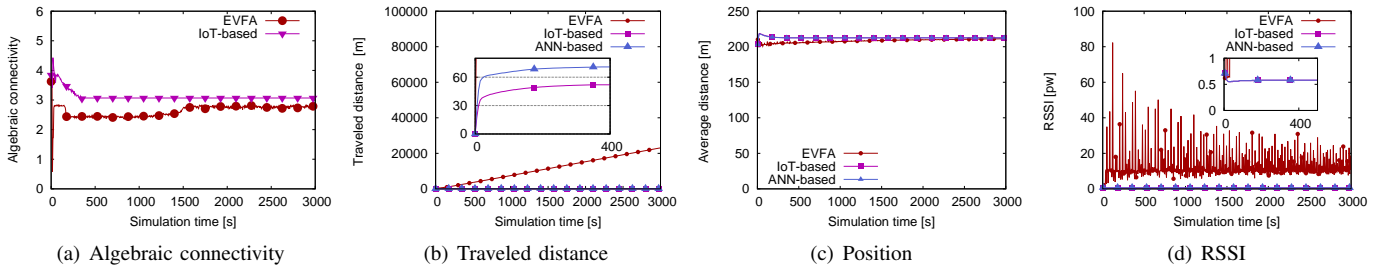 EVFA
IoT-based
Algebraic connectivity
6
5
4
3
2
1
0
0 500 1000 1500 2000 2500 3000
Simulation time [s]
(a) Algebraic connectivity
EVFA
IoT-based
ANN-based
Traveled distance [m]
100000
80000
60000
40000
20000
0
60
30
0
0 400
0 500 1000 1500 2000 2500 3000
Simulation time [s]
(b) Traveled distance
Average distance [m]
250
200
150
100
50
0
EVFA
IoT-based
ANN-based
0 500 1000 1500 2000 2500 3000
Simulation time [s]
(c) Position
EVFA
IoT-based
ANN-based
RSSI [pw]
100
80
60
40
20
0
1
0.5
0
0 400
0 500 1000 1500 2000 2500 3000
Simulation time [s]
(d) RSSI